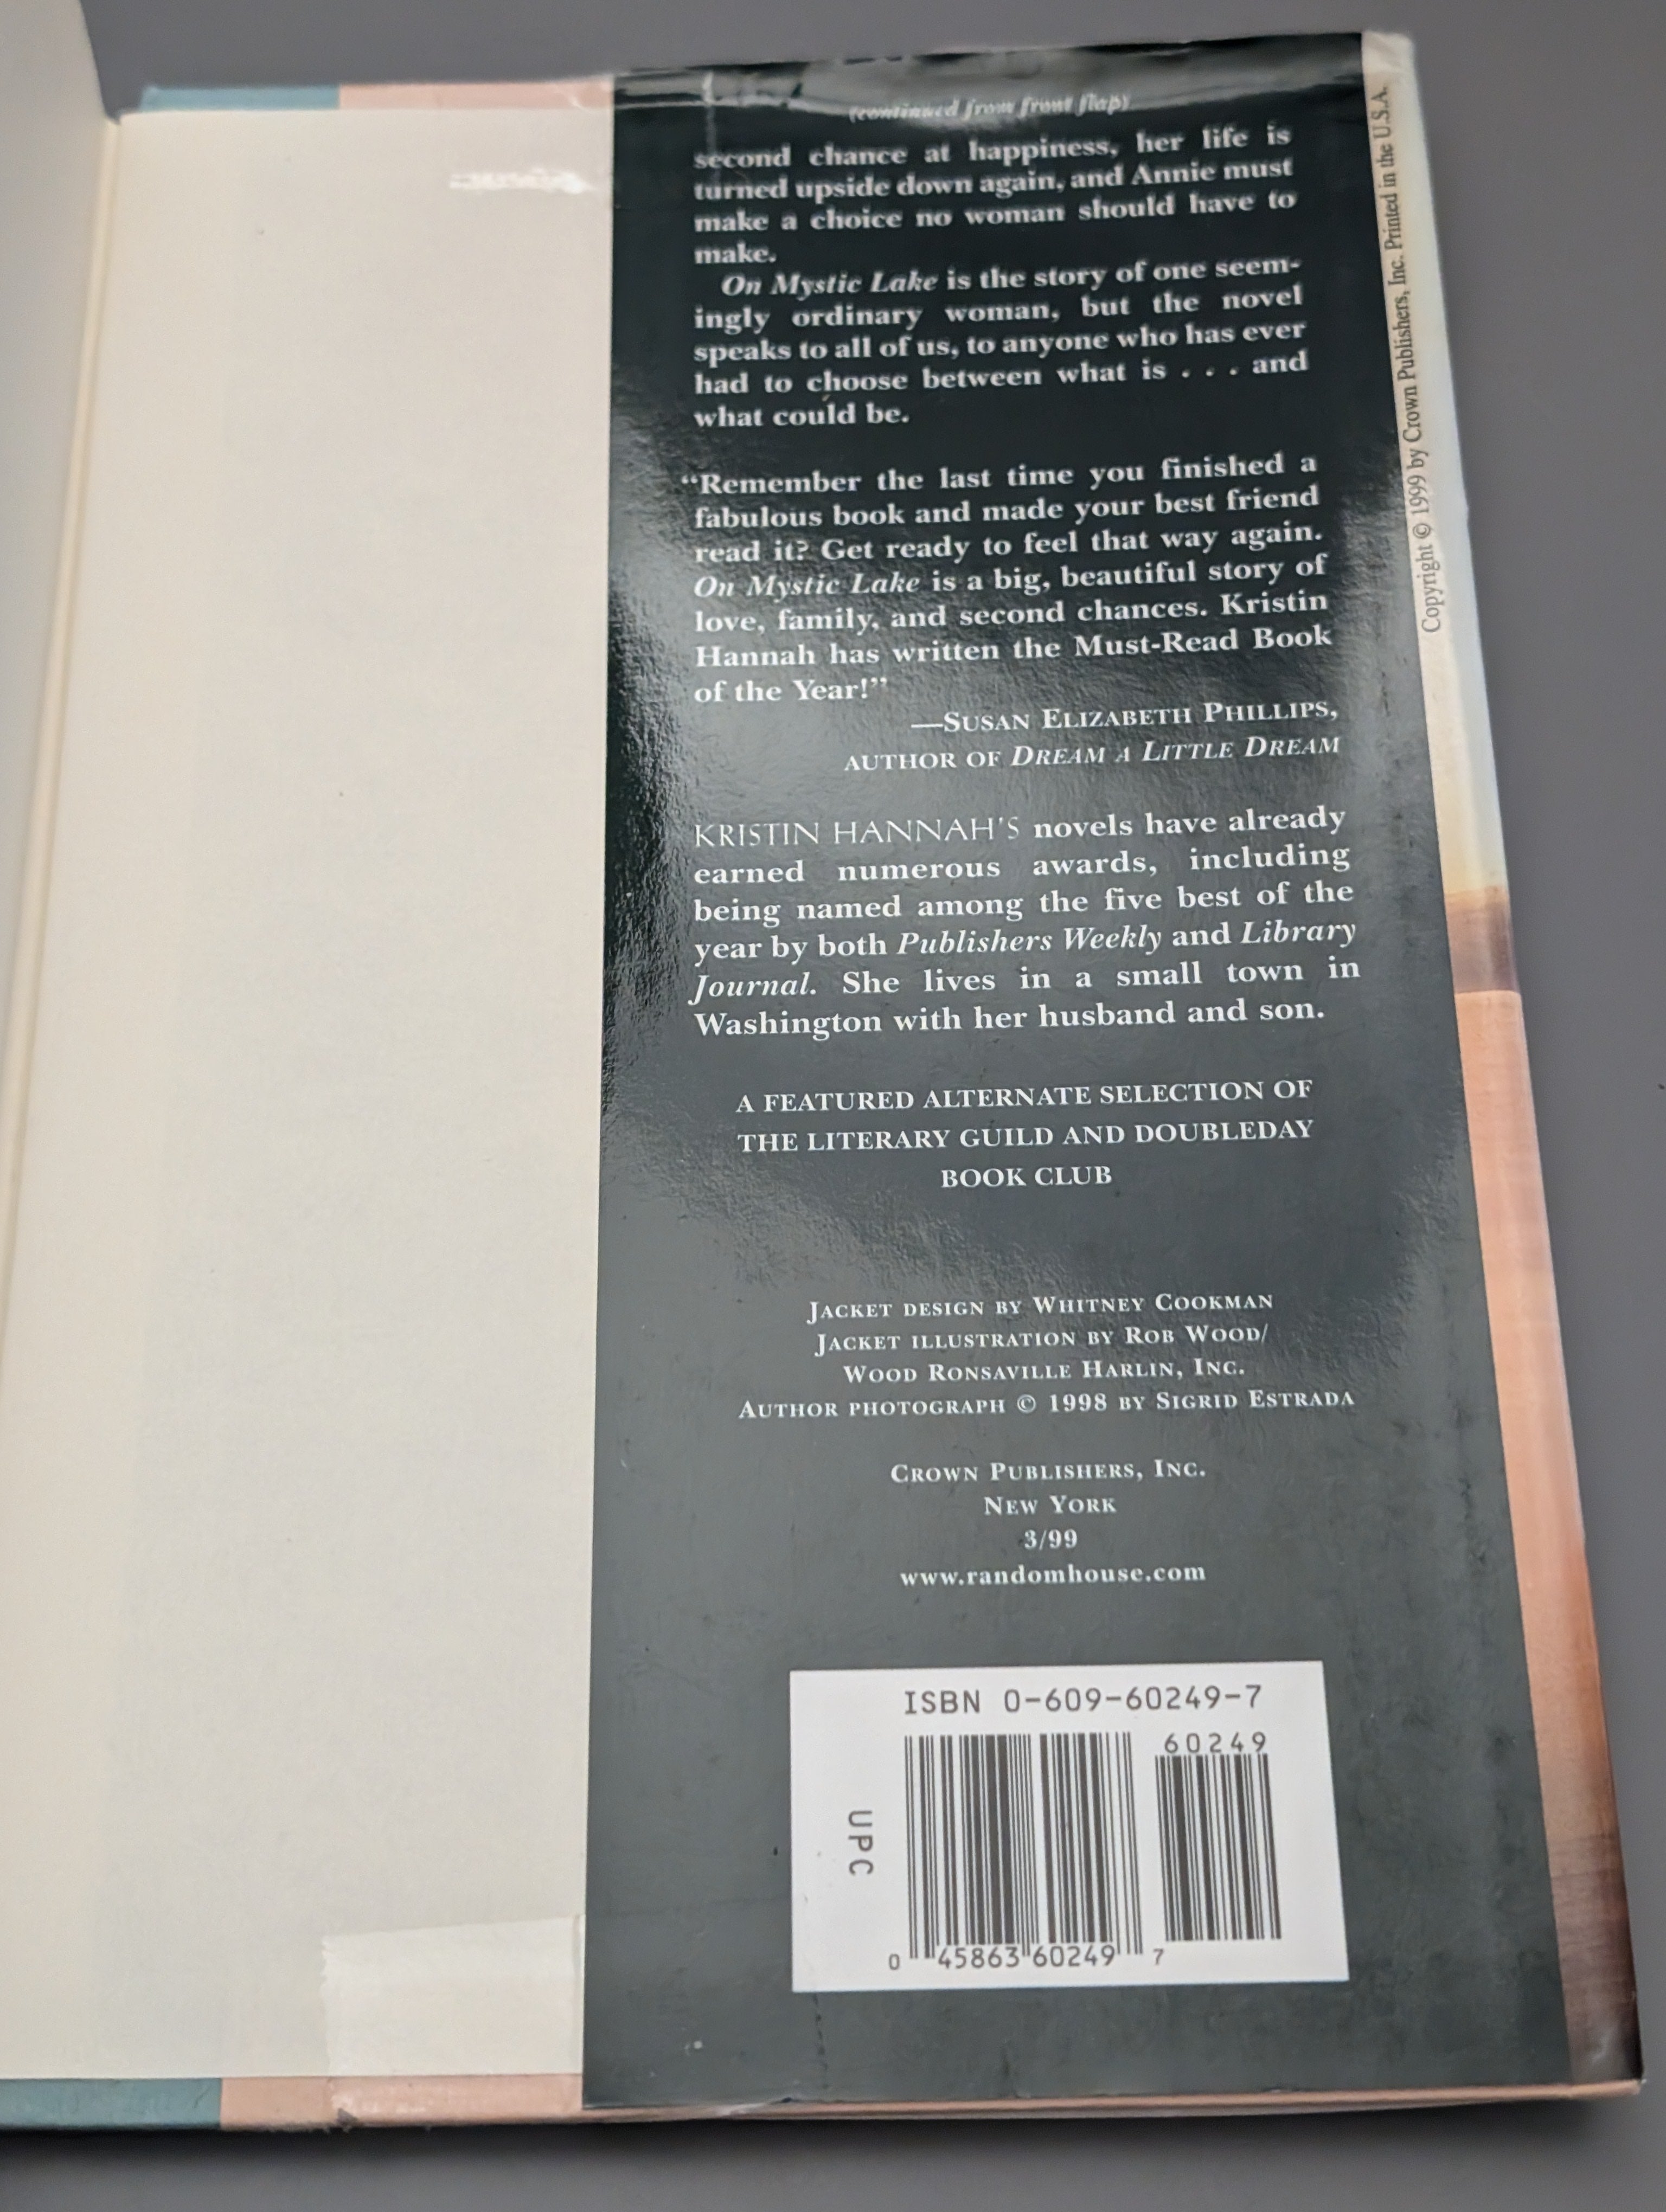 (continued from front flap)
second chance at happiness, her life is
turned upside down again, and Annie must
make a choice no woman should have to
make.
On Mystic Lake is the story of one seem-
ingly ordinary woman, but the novel
speaks to all of us, to anyone who has ever
had to choose between what is . . . and
what could be.
“Remember the last time you finished a
fabulous book and made your best friend
read it? Get ready to feel that way again.
On Mystic Lake is a big, beautiful story of
love, family, and second chances. Kristin
Hannah has written the Must-Read Book
of the Year!”
—SUSAN ELIZABETH PHILLIPS,
AUTHOR OF DREAM A LITTLE DREAM
KRISTIN HANNAH'S novels have already
earned numerous awards, including
being named among the five best of the
year by both Publishers Weekly and Library
Journal. She lives in a small town in
Washington with her husband and son.
A FEATURED ALTERNATE SELECTION OF
THE LITERARY GUILD AND DOUBLEDAY
BOOK CLUB
JACKET DESIGN BY WHITNEY COOKMAN
JACKET ILLUSTRATION BY ROB WOOD/
WOOD RONSAVILLE HARLIN, INC.
AUTHOR PHOTOGRAPH © 1998 BY SIGRID ESTRADA
CROWN PUBLISHERS, INC.
NEW YORK
3/99
www.randomhouse.com
ISBN 0-609-60249-7
60249
UPC
0 45863 60249 7
Copyright © 1999 by Crown Publishers, Inc. Printed in the U.S.A.